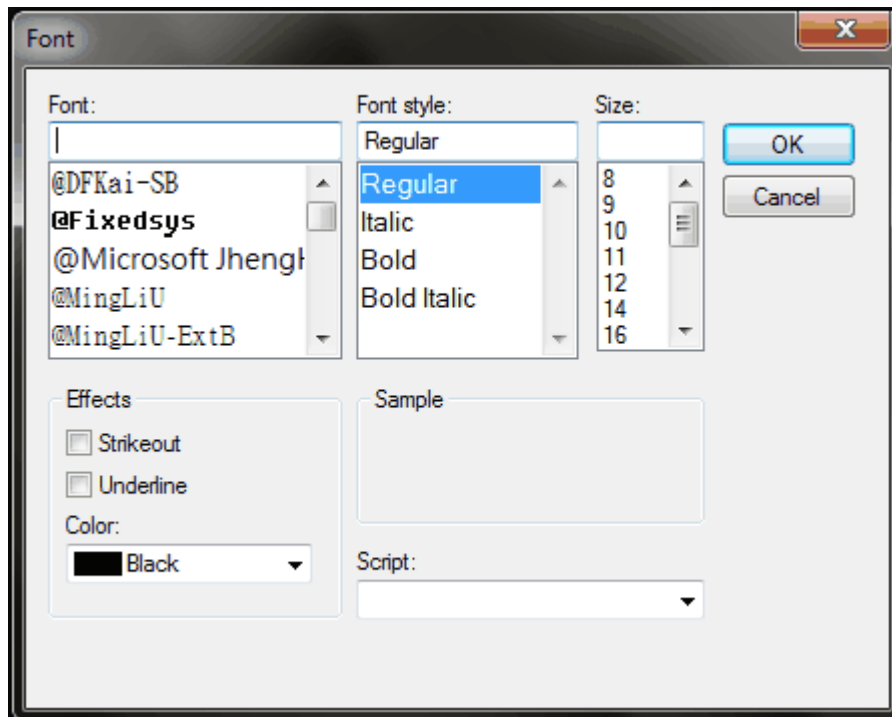 Font
Font:
Font style:
Size:
Regular
OK
Cancel
@DFKai-SB
@Fixedsys
@Microsoft JhengH
@MingLiU
@MingLiU-ExtB
Regular
Italic
Bold
Bold Italic
8
9
10
11
12
14
16
Effects
Strikeout
Underline
Color:
Black
Sample
Script: